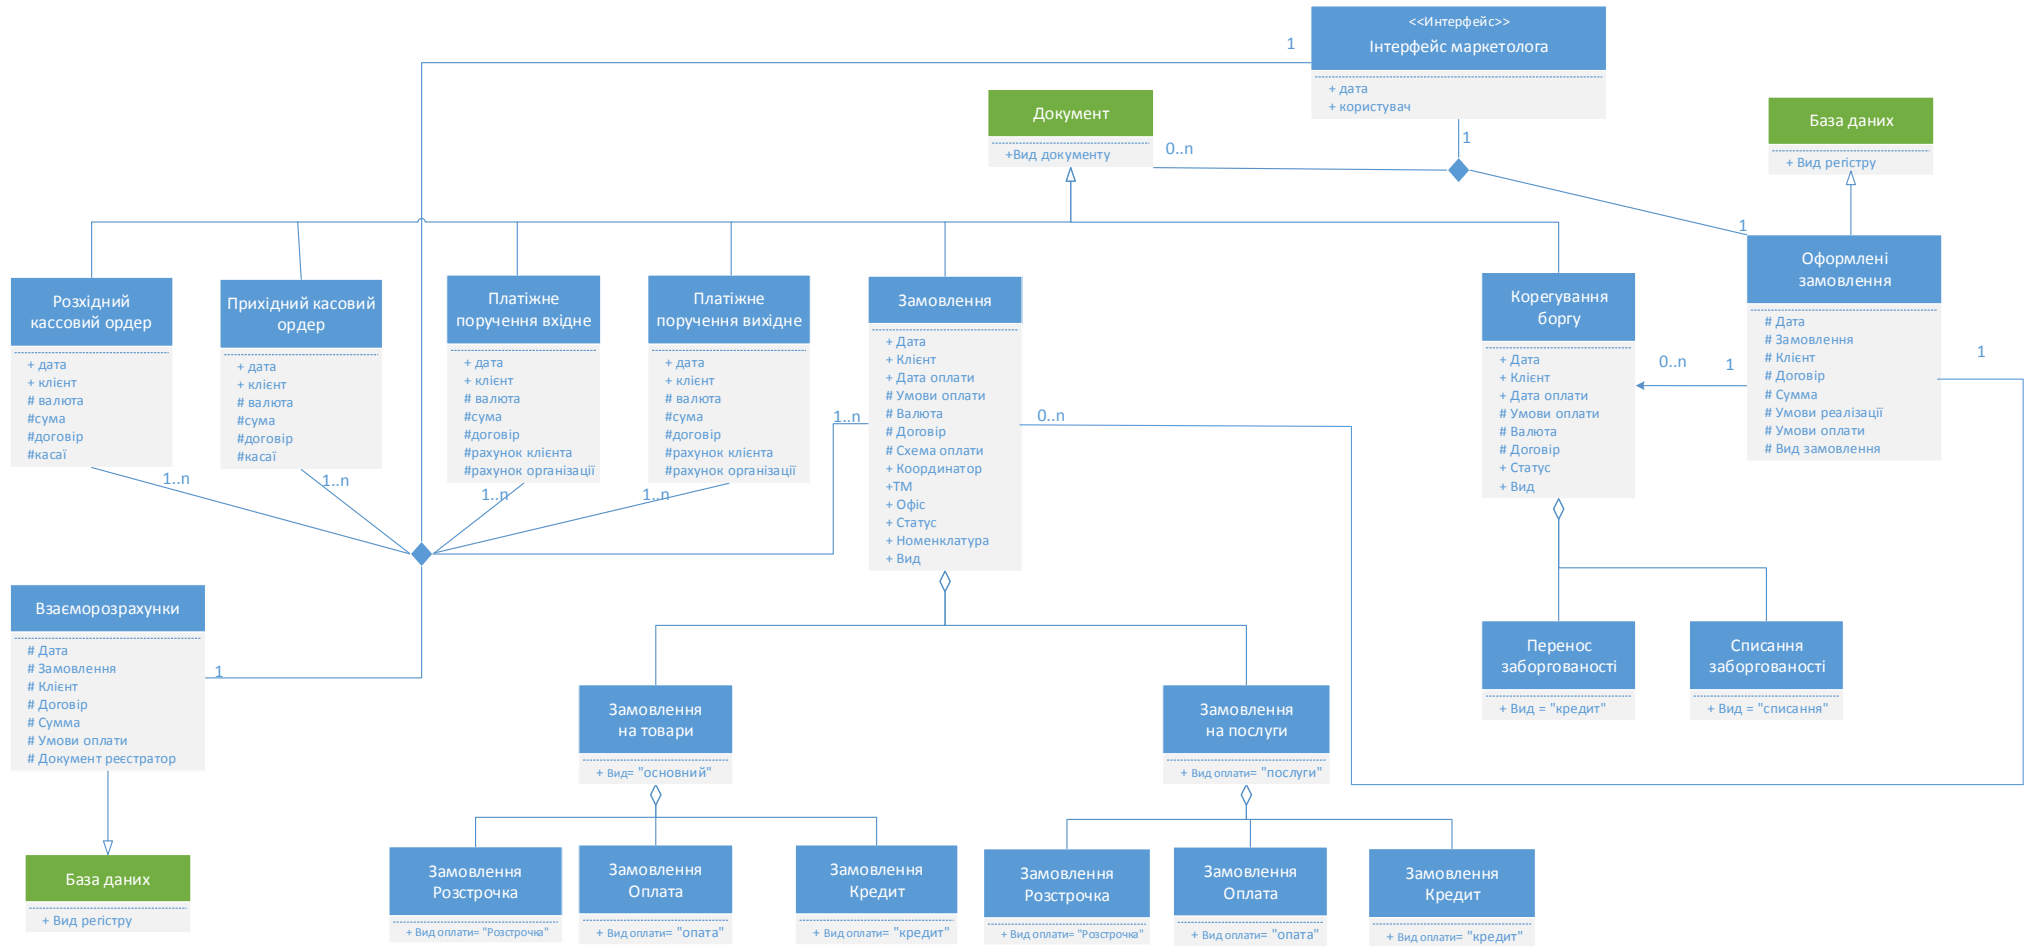 <<Интерфейс>>
Інтерфейс маркетолога
+ дата
+ користувач
1
1
Документ
+Вид документу
0..n
База даних
+ Вид регістру
1
Розхідний
кассовий ордер
+ дата
+ клієнт
# валюта
#сума
#договір
#касаї
1..n
Прихідний касовий
ордер
+ дата
+ клієнт
# валюта
#сума
#договір
#касаї
1..n
Платіжне
поручення вхідне
+ дата
+ клієнт
# валюта
#сума
#договір
#рахунок клієнта
#рахунок організації
1..n
Платіжне
поручення вихідне
+ дата
+ клієнт
# валюта
#сума
#договір
#рахунок клієнта
#рахунок організації
1..n
Замовлення
+ Дата
+ Клієнт
+ Дата оплати
# Умови оплати
# Валюта
# Договір
# Схема оплати
+ Координатор
+ТМ
+ Офіс
+ Статус
+ Номенклатура
+ Вид
1..n
0..n
Корегування
боргу
+ Дата
+ Клієнт
+ Дата оплати
# Умови оплати
# Валюта
# Договір
+ Статус
+ Вид
0..n
1
Оформлені
замовлення
# Дата
# Замовлення
# Клієнт
# Договір
# Сумма
# Умови реалізації
# Умови оплати
# Вид замовлення
1
Взаєморозрахунки
# Дата
# Замовлення
# Клієнт
# Договір
# Сумма
# Умови оплати
# Документ реєстратор
1
Перенос
заборгованості
+ Вид = "кредит"
Списання
заборгованості
+ Вид = "списання"
Замовлення
на товари
+ Вид= "основний"
Замовлення
на послуги
+ Вид оплати= "послуги"
База даних
+ Вид регістру
Замовлення
Розстрочка
+ Вид оплати= "Розстрочка"
Замовлення
Оплата
+ Вид оплати= "опата"
Замовлення
Кредит
+ Вид оплати= "кредит"
Замовлення
Розстрочка
+ Вид оплати= "Розстрочка"
Замовлення
Оплата
+ Вид оплати= "опата"
Замовлення
Кредит
+ Вид оплати= "кредит"